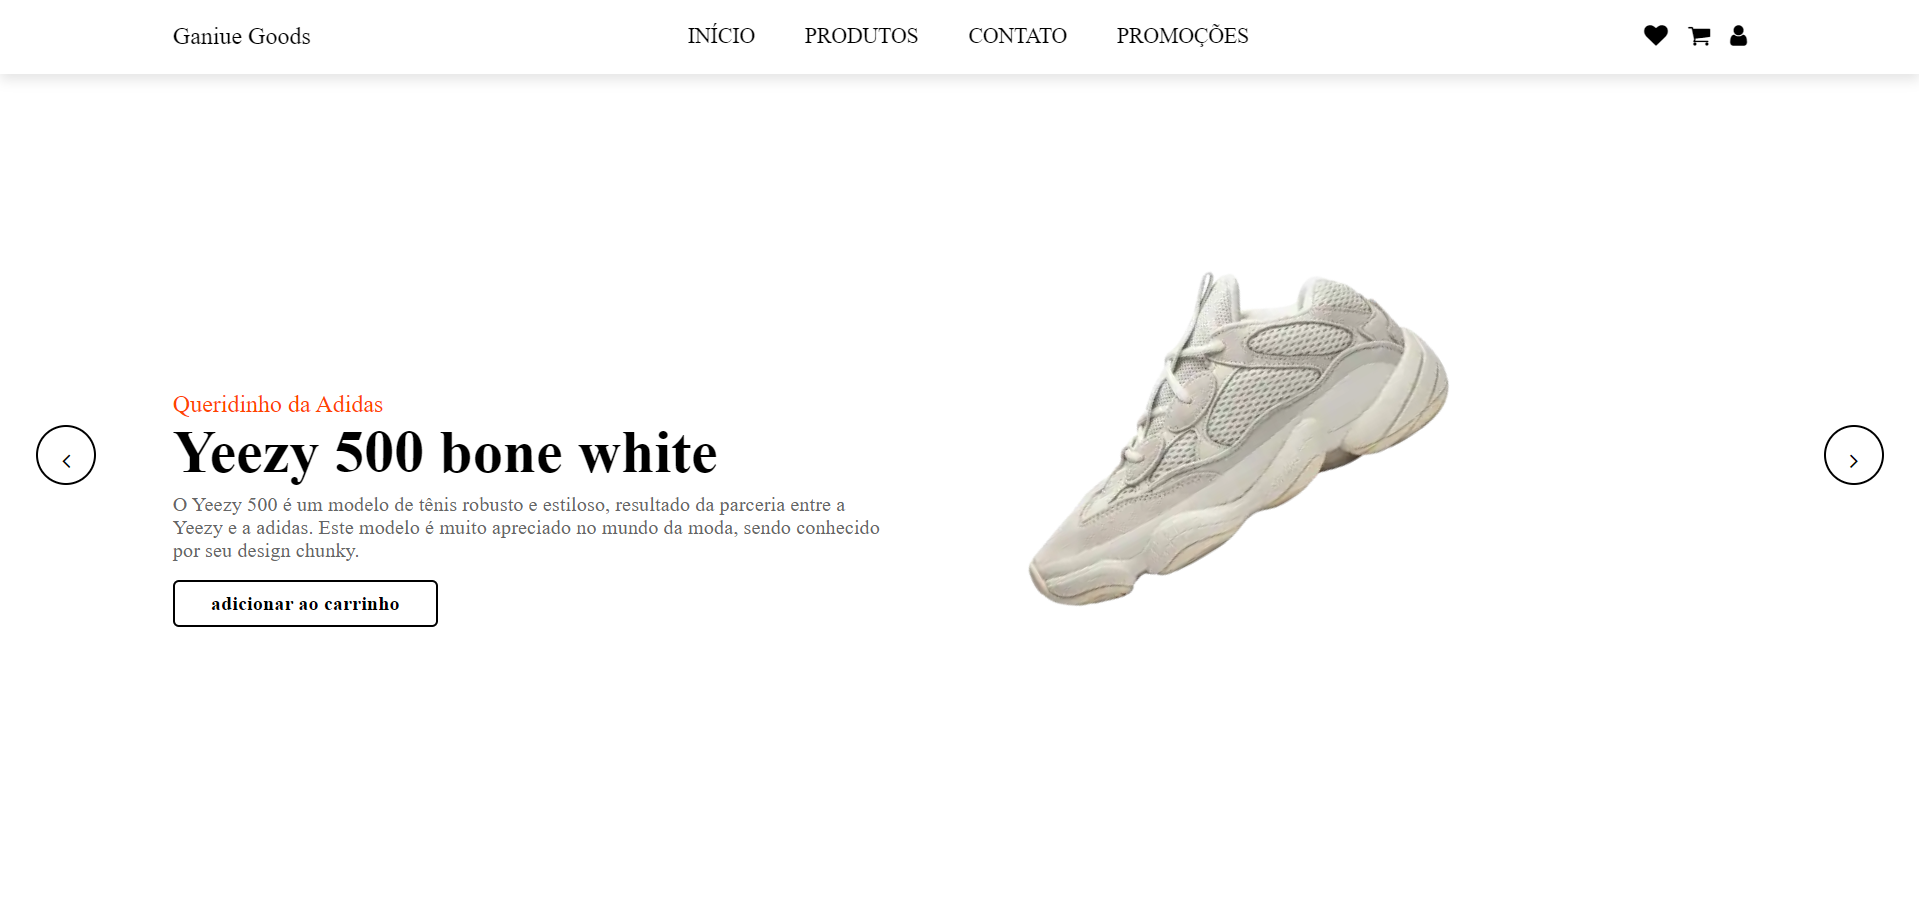 Ganiue Goods
INÍCIO PRODUTOS CONTATO PROMOÇÕES
Queridinho da Adidas
Yeezy 500 bone white
O Yeezy 500 é um modelo de tênis robusto e estiloso, resultado da parceria entre a
Yeezy e a adidas. Este modelo é muito apreciado no mundo da moda, sendo conhecido
por seu design chunky.
adicionar ao carrinho